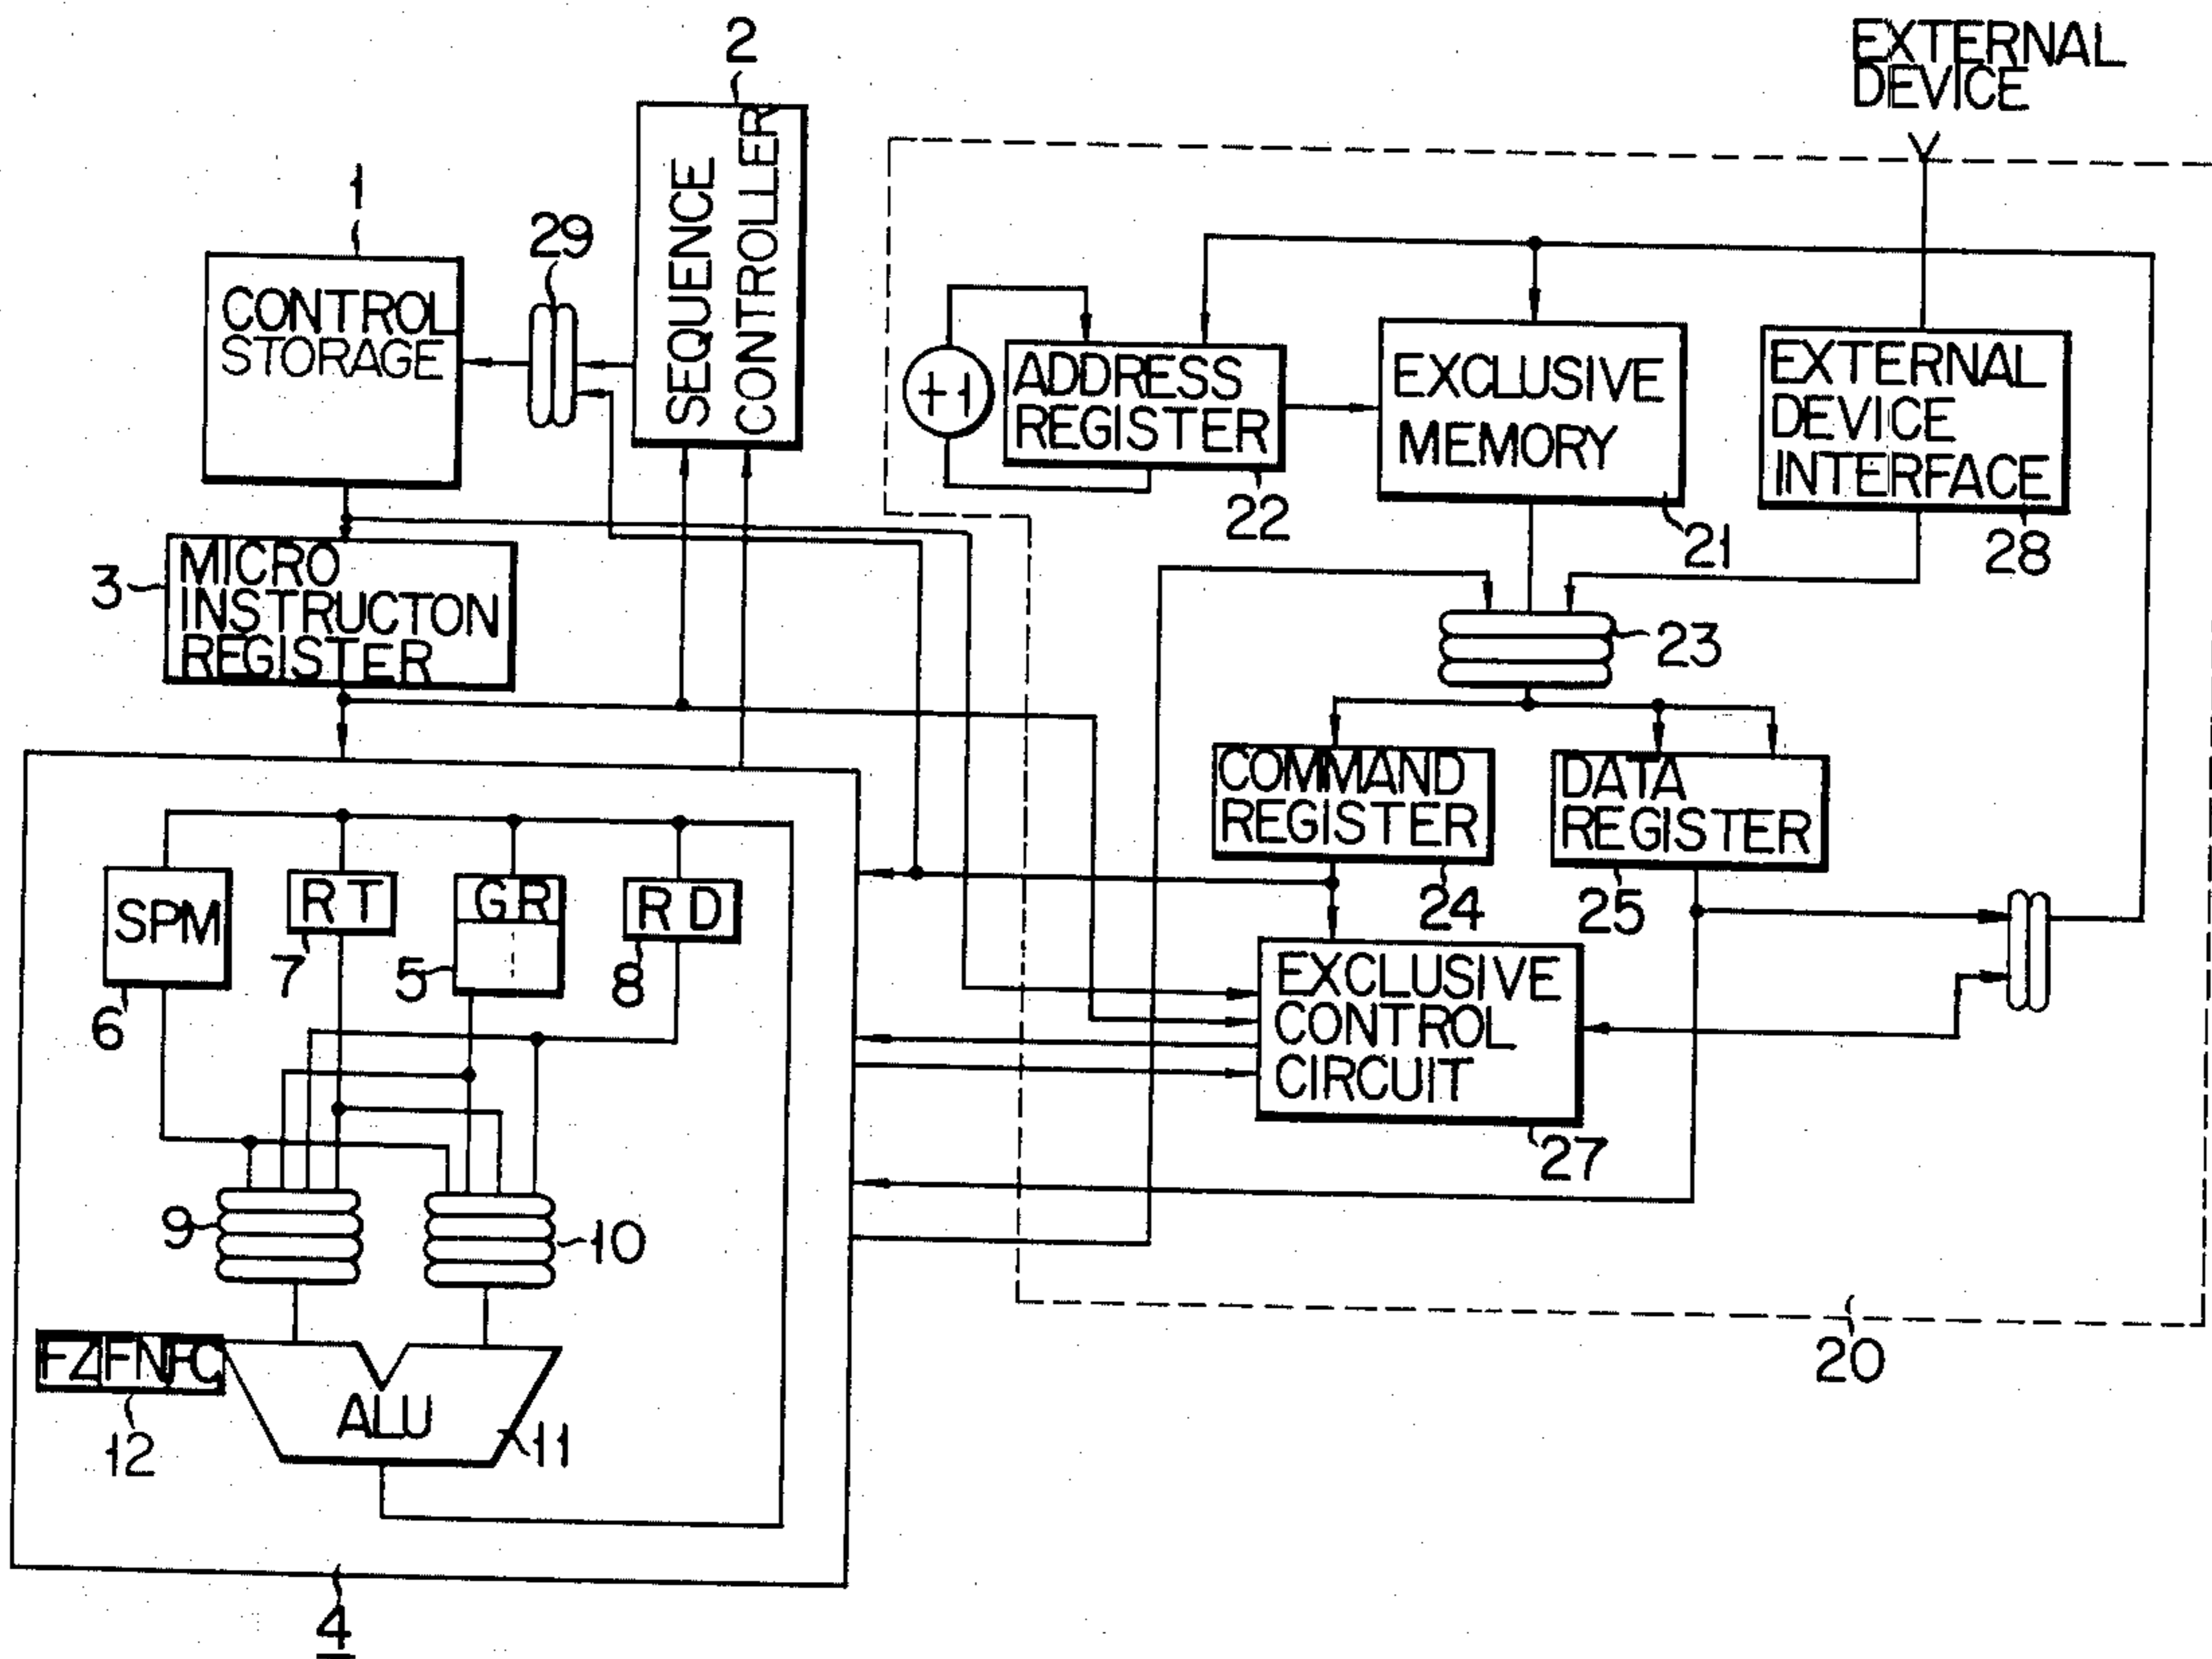 EXTERNAL
DEVICE
2
1
29
SEQUENCE
CONTROLLER
CONTROL
STORAGE
+1
ADDRESS
REGISTER
22
EXCLUSIVE
MEMORY
21
EXTERNAL
DEVICE
INTERFACE
28
3
MICRO
INSTRUCTON
REGISTER
23
COMMAND
REGISTER
24
DATA
REGISTER
25
SPM
6
RT
7
GR
5
RD
8
EXCLUSIVE
CONTROL
CIRCUIT
27
9
10
FZ FN FC
12
ALU
11
20
4